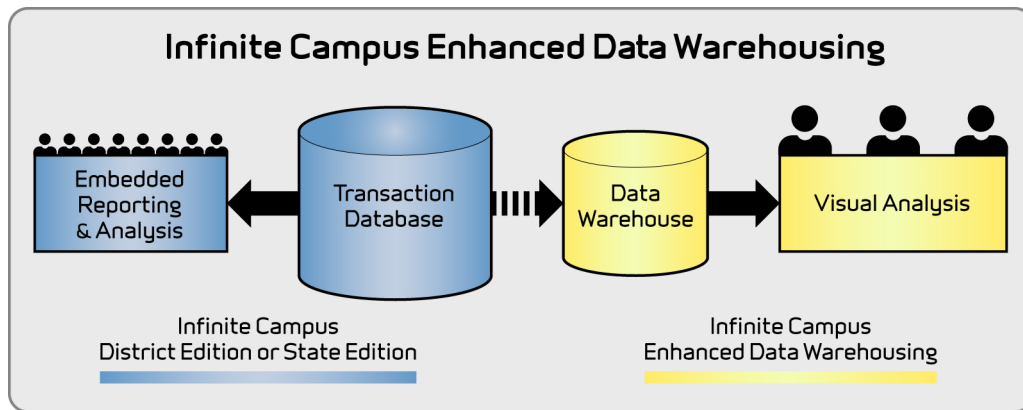 Infinite Campus Enhanced Data Warehousing
Embedded
Reporting
& Analysis
Transaction
Database
Data
Warehouse
Visual Analysis
Infinite Campus
District Edition or State Edition
Infinite Campus
Enhanced Data Warehousing